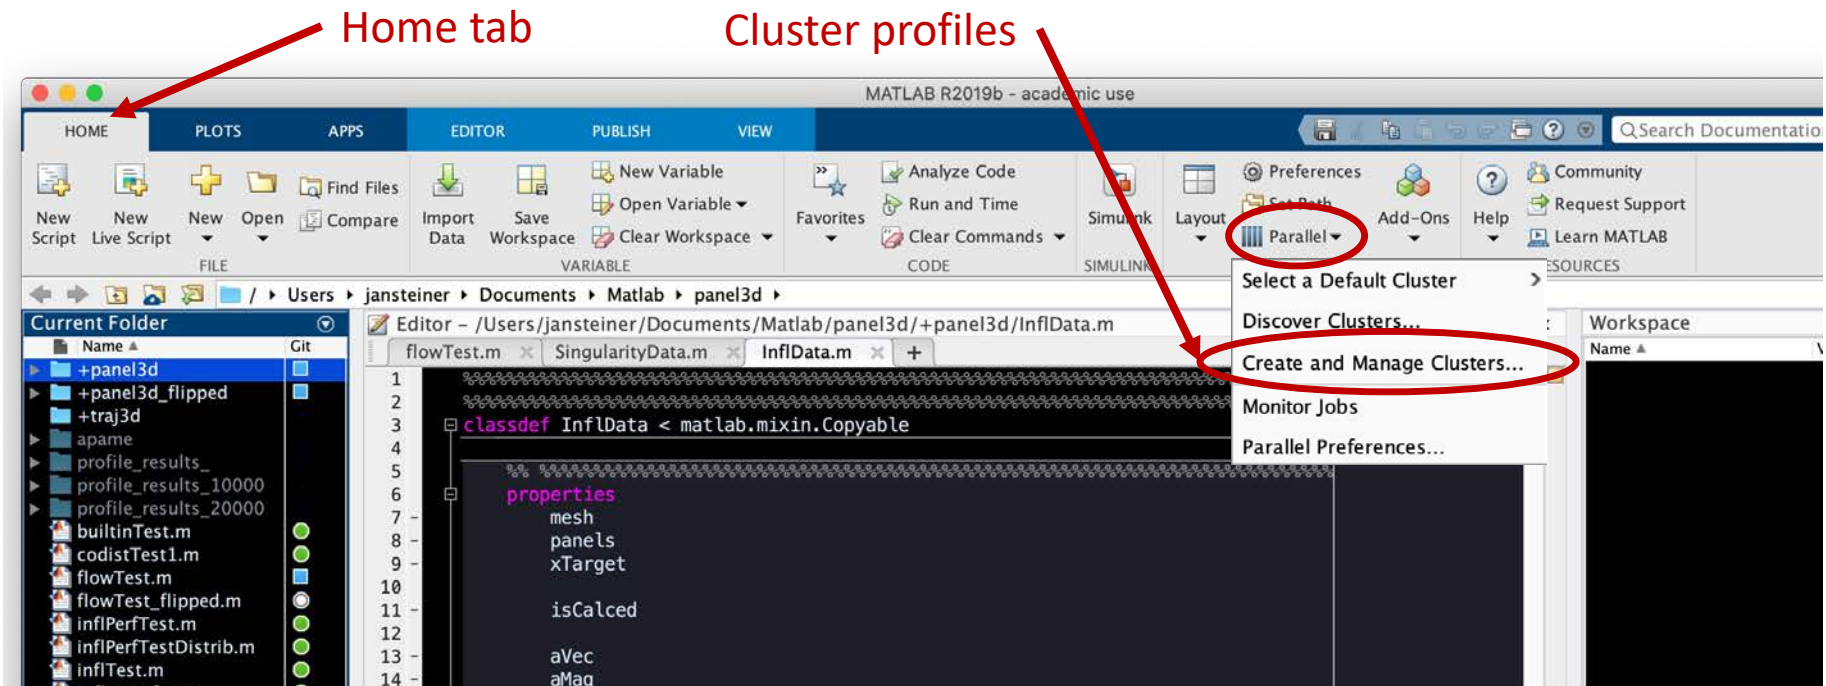 Home tab
Cluster profiles
MATLAB R2019b - academic use
HOME PLOTS APPS EDITOR PUBLISH VIEW
Search Documentation
New Script
New Live Script
New
Open
Find Files
Compare
Import Data
Save Workspace
New Variable
Open Variable
Clear Workspace
Favorites
Analyze Code
Run and Time
Clear Commands
Simulink
Layout
Preferences
Set Path
Parallel
Add-Ons
Help
Community
Request Support
Learn MATLAB
FILE VARIABLE CODE SIMULINK
/ Users jansteiner Documents Matlab panel3d
Select a Default Cluster
Discover Clusters...
Create and Manage Clusters...
Monitor Jobs
Parallel Preferences...
Current Folder
Name Git
+panel3d
+panel3d_flipped
+traj3d
apame
profile_results_
profile_results_10000
profile_results_20000
builtinTest.m
codistTest1.m
flowTest.m
flowTest_flipped.m
inflPerfTest.m
inflPerfTestDistrib.m
inflTest.m
Editor - /Users/jansteiner/Documents/Matlab/panel3d/+panel3d/InflData.m
flowTest.m SingularityData.m InflData.m +
1
2
3 classdef InflData < matlab.mixin.Copyable
4
5
6 properties
7 - mesh
8 - panels
9 - xTarget
10
11 - isCalced
12
13 - aVec
14 - aMag
Workspace
Name